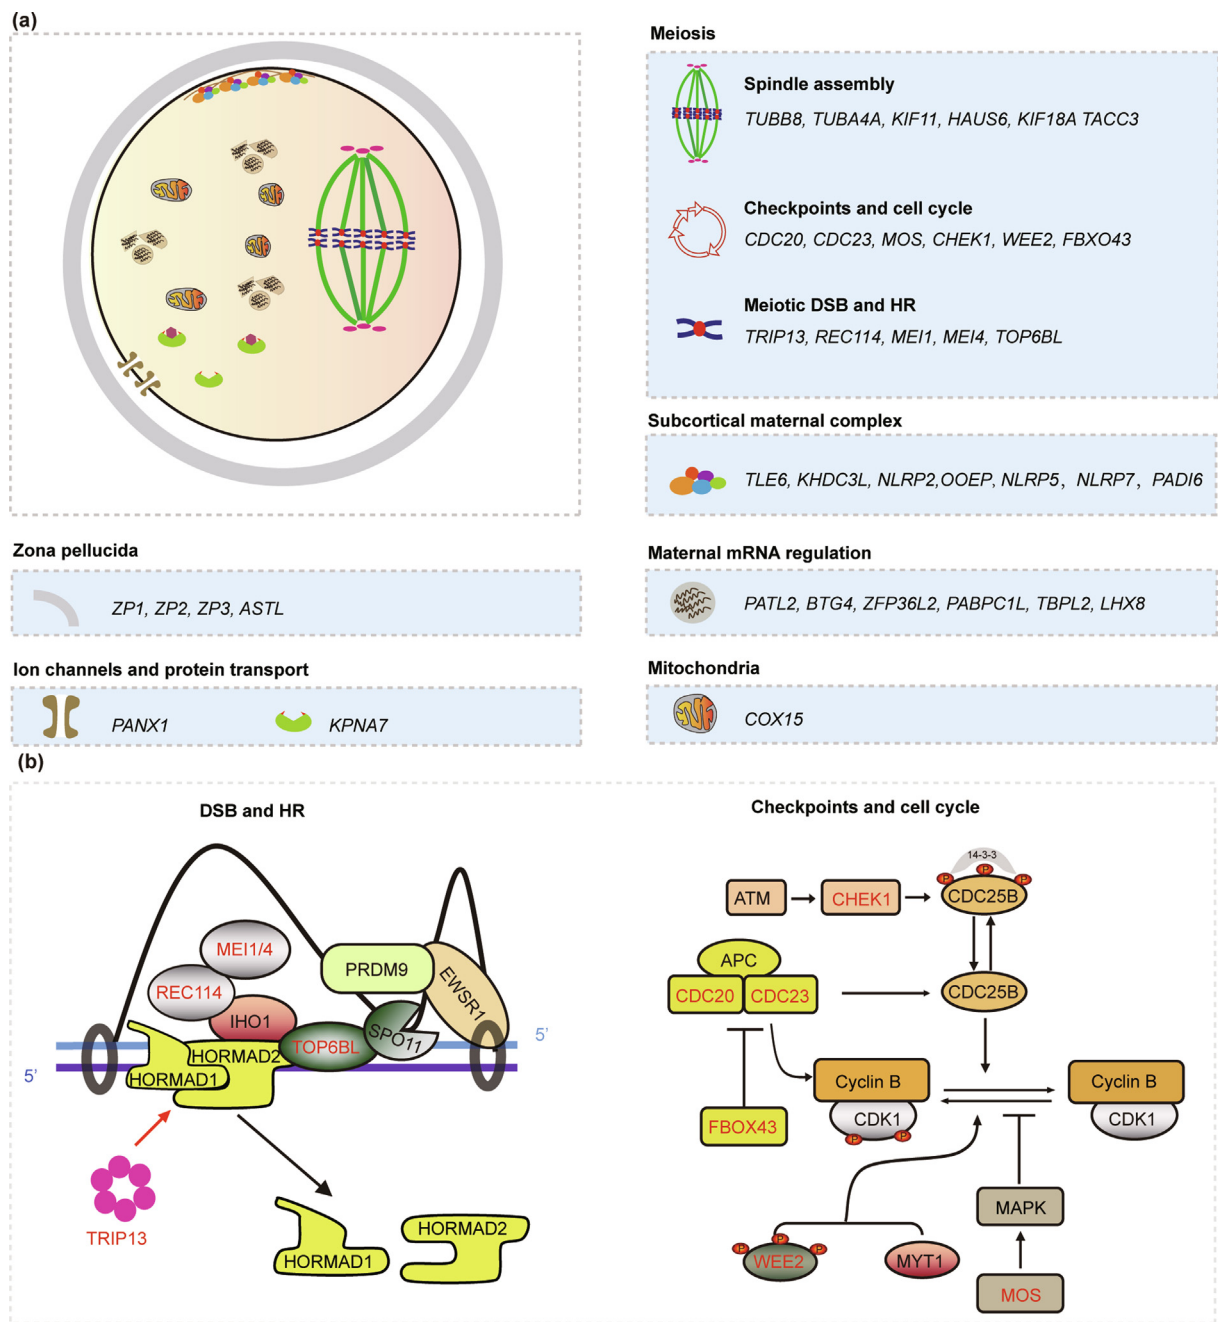 (a)
Meiosis
Spindle assembly
TUBB8, TUBA4A, KIF11, HAUS6, KIF18A TACC3
Checkpoints and cell cycle
CDC20, CDC23, MOS, CHEK1, WEE2, FBXO43
Meiotic DSB and HR
TRIP13, REC114, MEI1, MEI4, TOP6BL
Subcortical maternal complex
TLE6, KHDC3L, NLRP2,OOEP, NLRP5, NLRP7, PADI6
Zona pellucida
ZP1, ZP2, ZP3, ASTL
Maternal mRNA regulation
PATL2, BTG4, ZFP36L2, PABPC1L, TBPL2, LHX8
Ion channels and protein transport
PANX1
KPNA7
Mitochondria
COX15
(b)
DSB and HR
MEI1/4
REC114
IHO1
PRDM9
EWSR1
SPO11
TOP6BL
HORMAD2
HORMAD1
5'
5'
TRIP13
HORMAD1
HORMAD2
Checkpoints and cell cycle
14-3-3
P
P
P
ATM
CHEK1
CDC25B
APC
CDC20
CDC23
CDC25B
Cyclin B
CDK1
P
P
Cyclin B
CDK1
FBOX43
MAPK
P
P
P
WEE2
MYT1
MOS